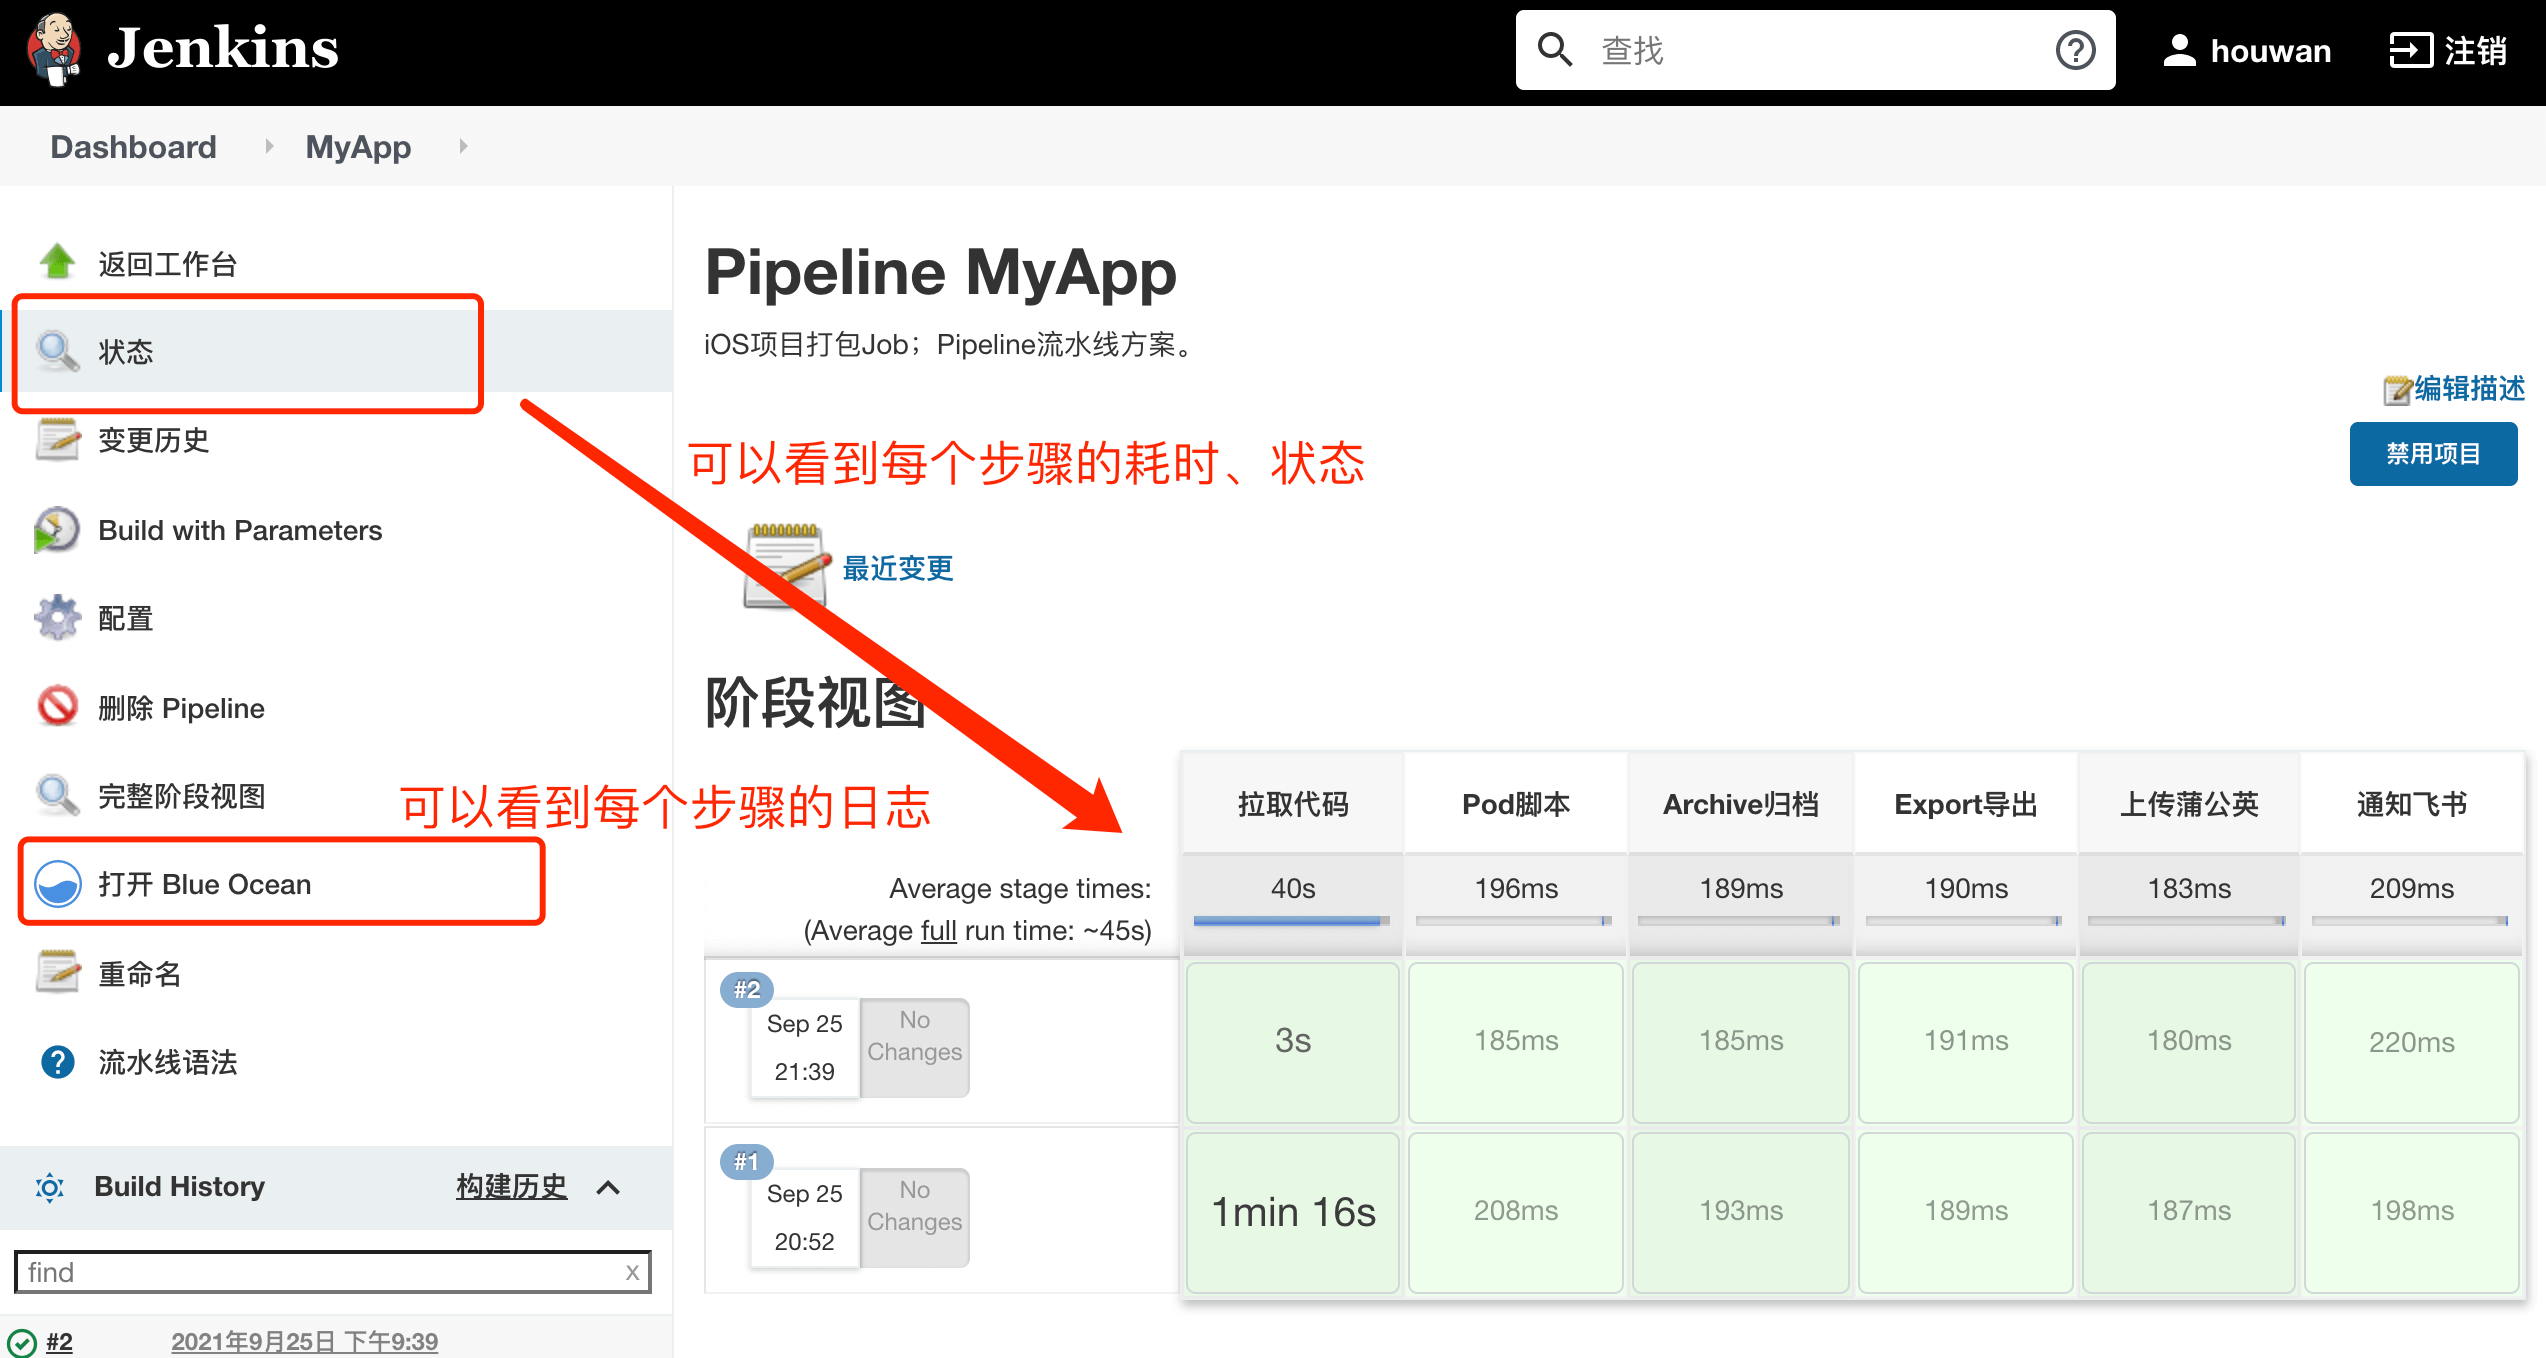 Jenkins
查找
houwan
注销
Dashboard
MyApp
返回工作台
状态
变更历史
Build with Parameters
配置
删除 Pipeline
完整阶段视图
可以看到每个步骤的日志
打开 Blue Ocean
重命名
流水线语法
Build History
构建历史
find
x
#2
2021年9月25日 下午9:39
Pipeline MyApp
iOS项目打包Job；Pipeline流水线方案。
编辑描述
禁用项目
可以看到每个步骤的耗时、状态
最近变更
阶段视图
拉取代码 Pod脚本 Archive归档 Export导出 上传蒲公英 通知飞书
Average stage times:
(Average full run time: ~45s)
40s 196ms 189ms 190ms 183ms 209ms
#2
Sep 25
21:39
No
Changes
3s 185ms 185ms 191ms 180ms 220ms
#1
Sep 25
20:52
No
Changes
1min 16s 208ms 193ms 189ms 187ms 198ms